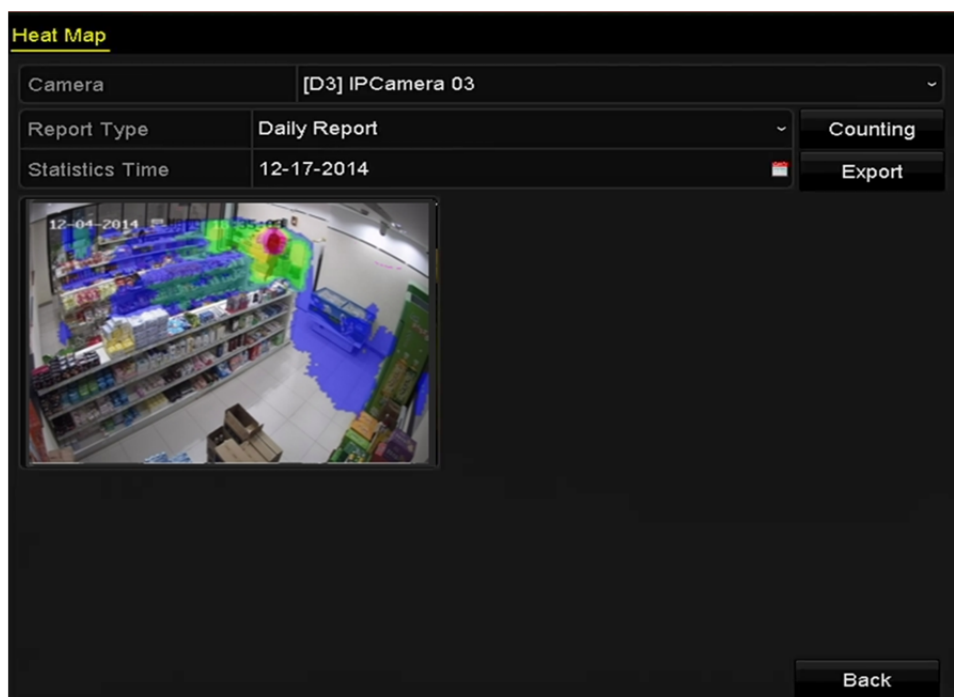 Heat Map
Camera [D3] IPCamera 03
Report Type Daily Report Counting
Statistics Time 12-17-2014 Export
12-04-2014
Back